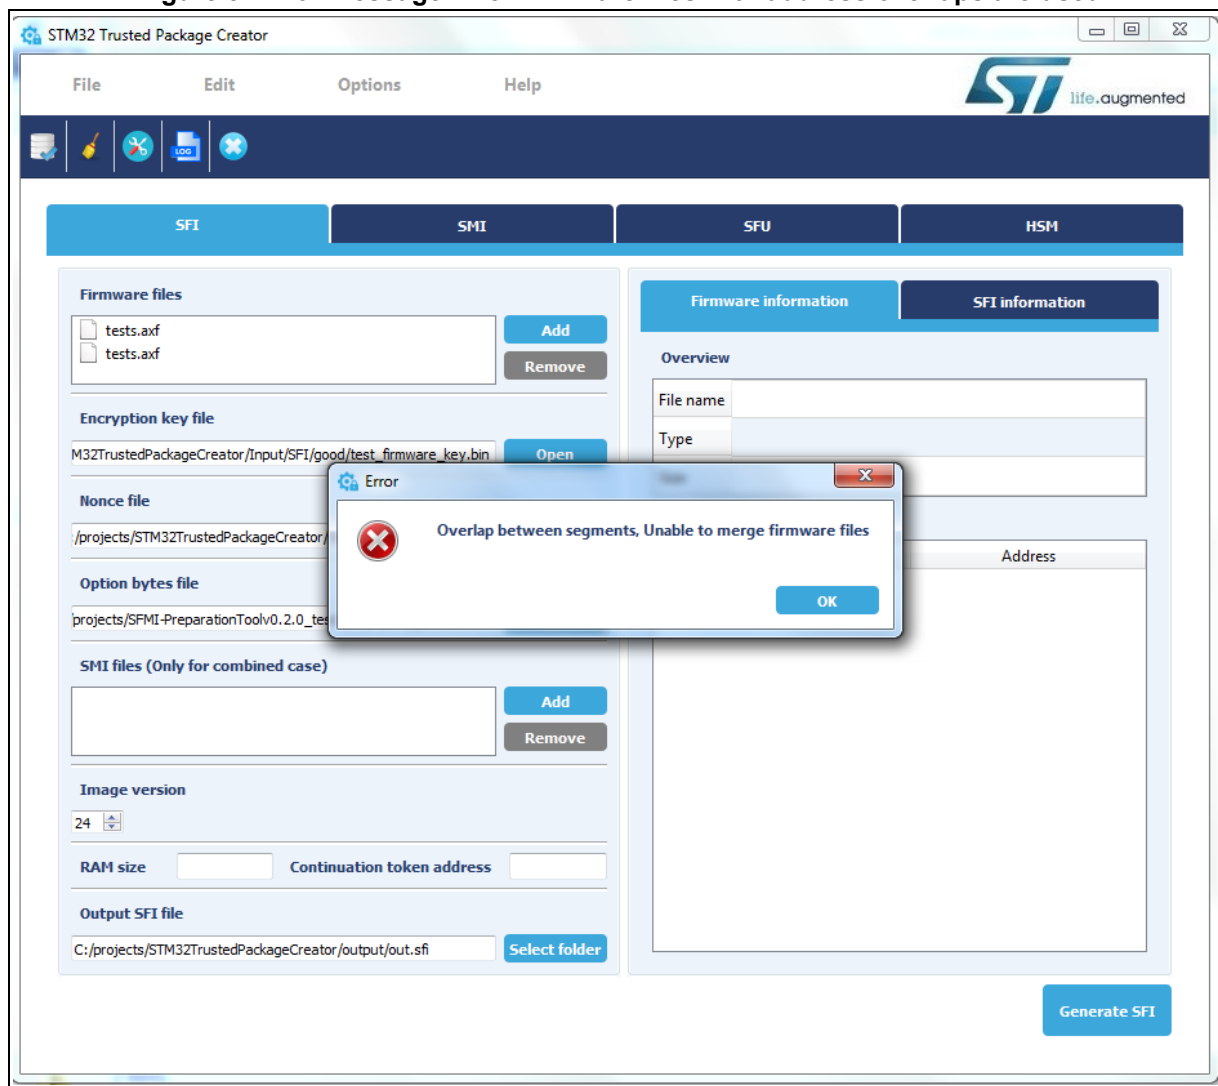 STM32 Trusted Package Creator
File Edit Options Help
life.augmented
LOG
SFI SMI SFU HSM
Firmware files
tests.axf
tests.axf
Add
Remove
Encryption key file
M32TrustedPackageCreator/Input/SFI/good/test_firmware_key.bin
Open
Nonce file
/projects/STM32TrustedPackageCreator/
Option bytes file
projects/SFMI-PreparationToolv0.2.0_tes
SMI files (Only for combined case)
Add
Remove
Image version
24
RAM size Continuation token address
Output SFI file
C:/projects/STM32TrustedPackageCreator/output/out.sfi
Select folder
Firmware information SFI information
Overview
File name
Type
Address
Error
Overlap between segments, Unable to merge firmware files
OK
Generate SFI